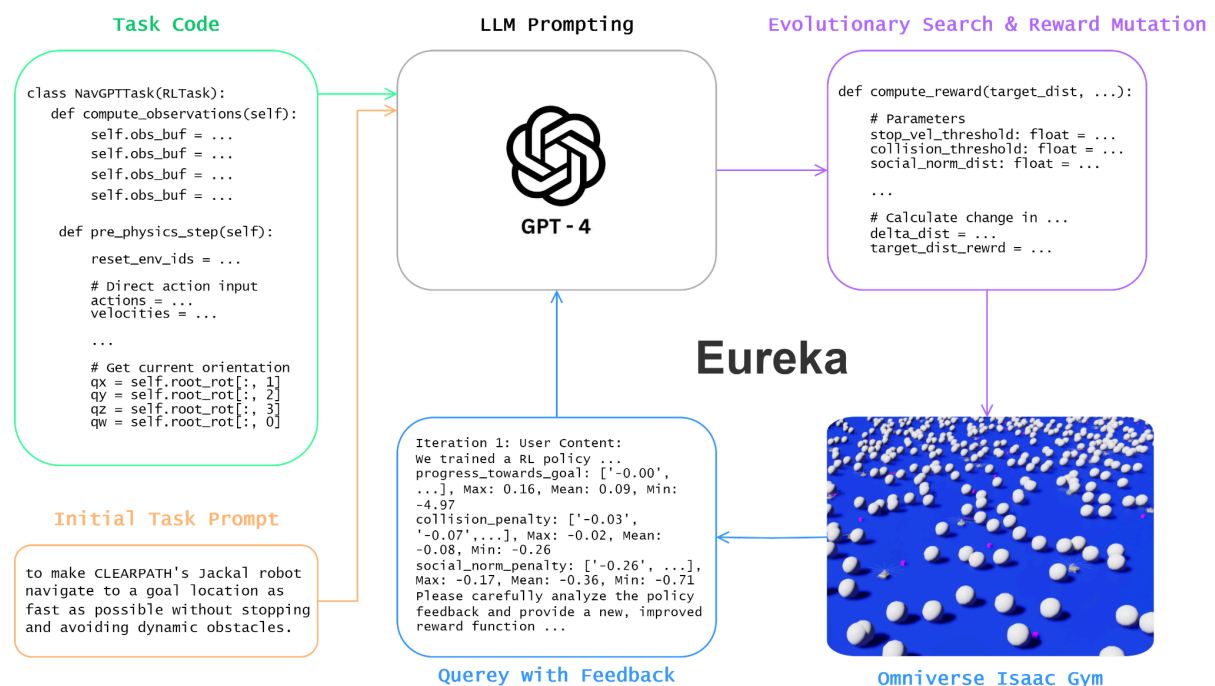 Task Code
class NavGPTTask(RLTask):
def compute_observations(self):
self.obs_buf = ...
self.obs_buf = ...
self.obs_buf = ...
self.obs_buf = ...
def pre_physics_step(self):
reset_env_ids = ...
# Direct action input
actions = ...
velocities = ...
...
# Get current orientation
qx = self.root_rot[:, 1]
qy = self.root_rot[:, 2]
qz = self.root_rot[:, 3]
qw = self.root_rot[:, 0]
Initial Task Prompt
to make CLEARPATH's Jackal robot
navigate to a goal location as
fast as possible without stopping
and avoiding dynamic obstacles.
LLM Prompting
GPT - 4
Evolutionary Search & Reward Mutation
def compute_reward(target_dist, ...):
# Parameters
stop_vel_threshold: float = ...
collision_threshold: float = ...
social_norm_dist: float = ...
...
# Calculate change in ...
delta_dist = ...
target_dist_rewrd = ...
Eureka
Iteration 1: User Content:
We trained a RL policy ...
progress_towards_goal: ['-0.00',
...], Max: 0.16, Mean: 0.09, Min:
-4.97
collision_penalty: ['-0.03',
'-0.07',...], Max: -0.02, Mean:
-0.08, Min: -0.26
social_norm_penalty: ['-0.26', ...],
Max: -0.17, Mean: -0.36, Min: -0.71
Please carefully analyze the policy
feedback and provide a new, improved
reward function ...
Querey with Feedback
Omniverse Isaac Gym